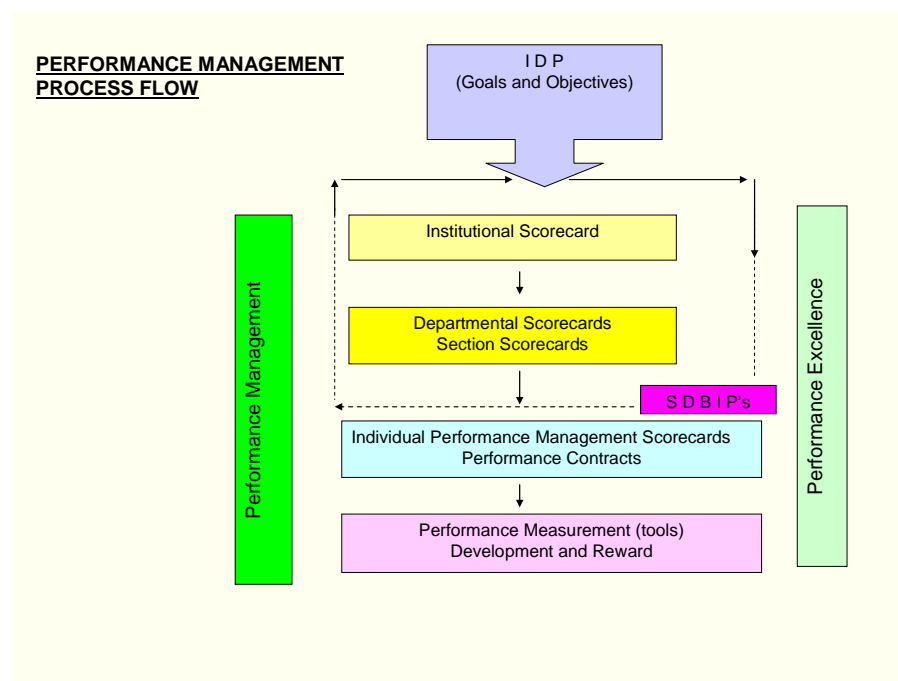 PERFORMANCE MANAGEMENT
PROCESS FLOW
I D P
(Goals and Objectives)
Institutional Scorecard
Departmental Scorecards
Section Scorecards
S D B I P's
Individual Performance Management Scorecards
Performance Contracts
Performance Measurement (tools)
Development and Reward
Performance Management
Performance Excellence